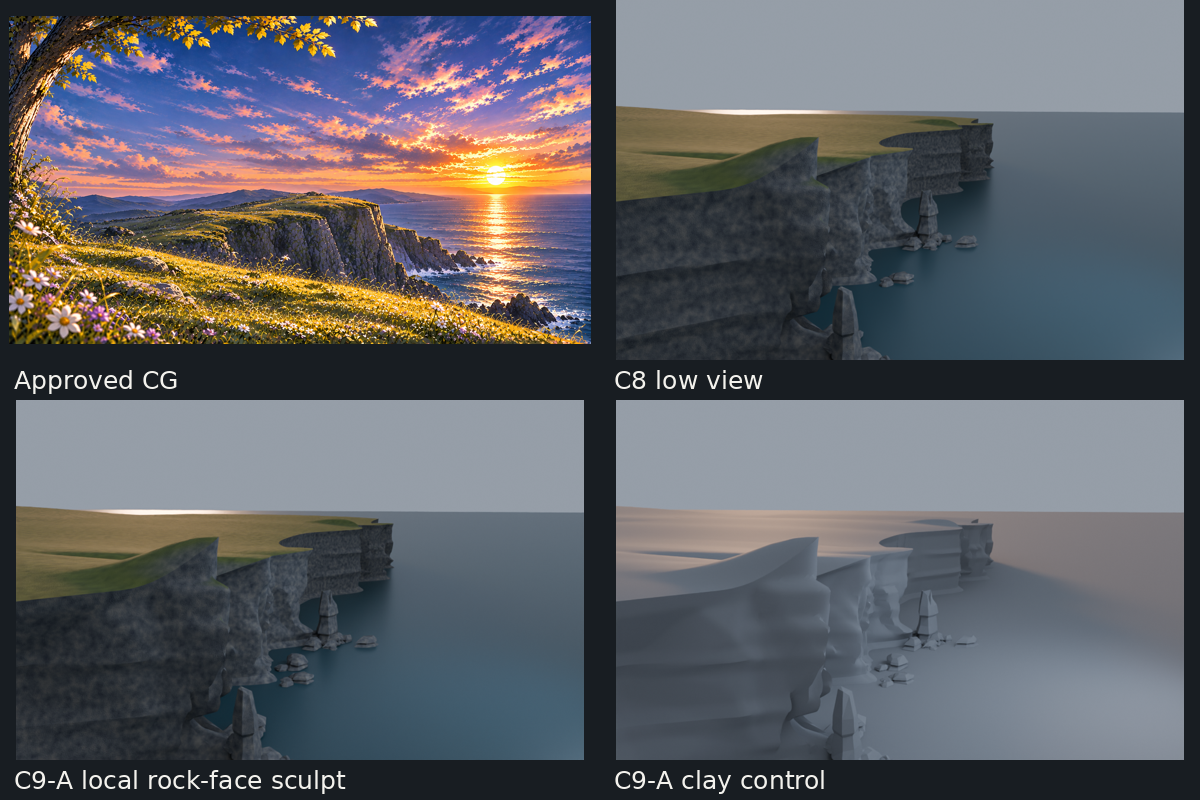 Approved CG
C8 low view
C9-A local rock-face sculpt
C9-A clay control